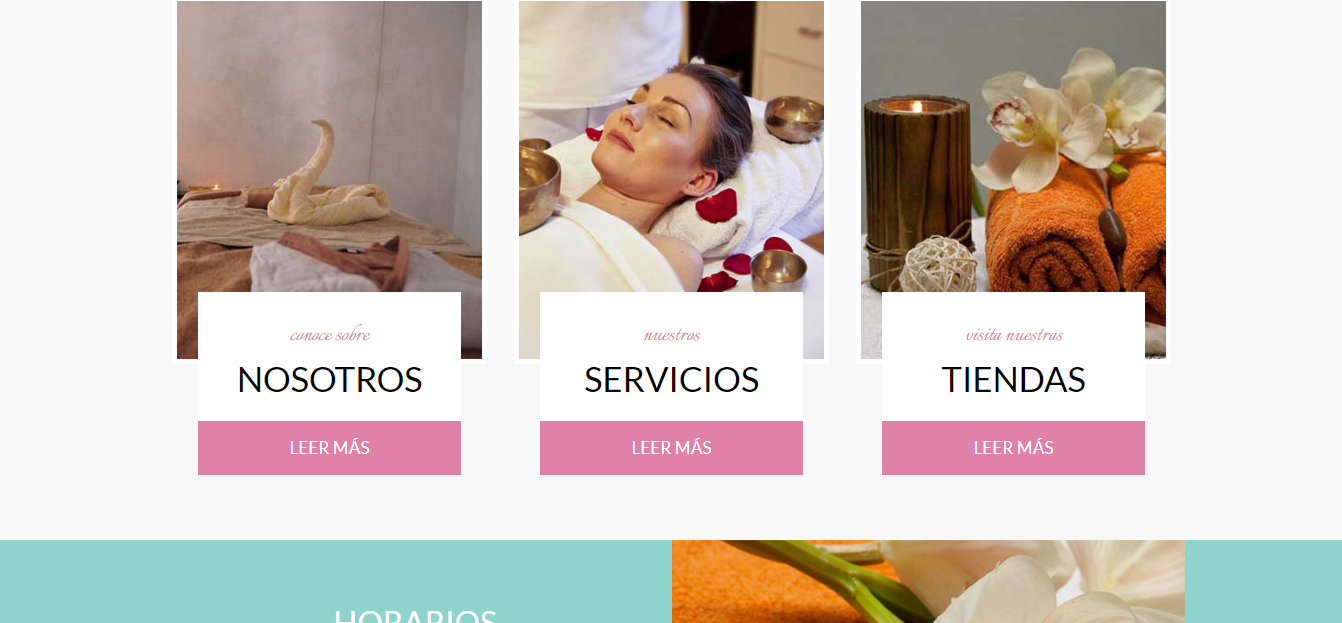 conoce sobre
NOSOTROS
LEER MÁS
nuestros
SERVICIOS
LEER MÁS
visita nuestras
TIENDAS
LEER MÁS
HORARIOS